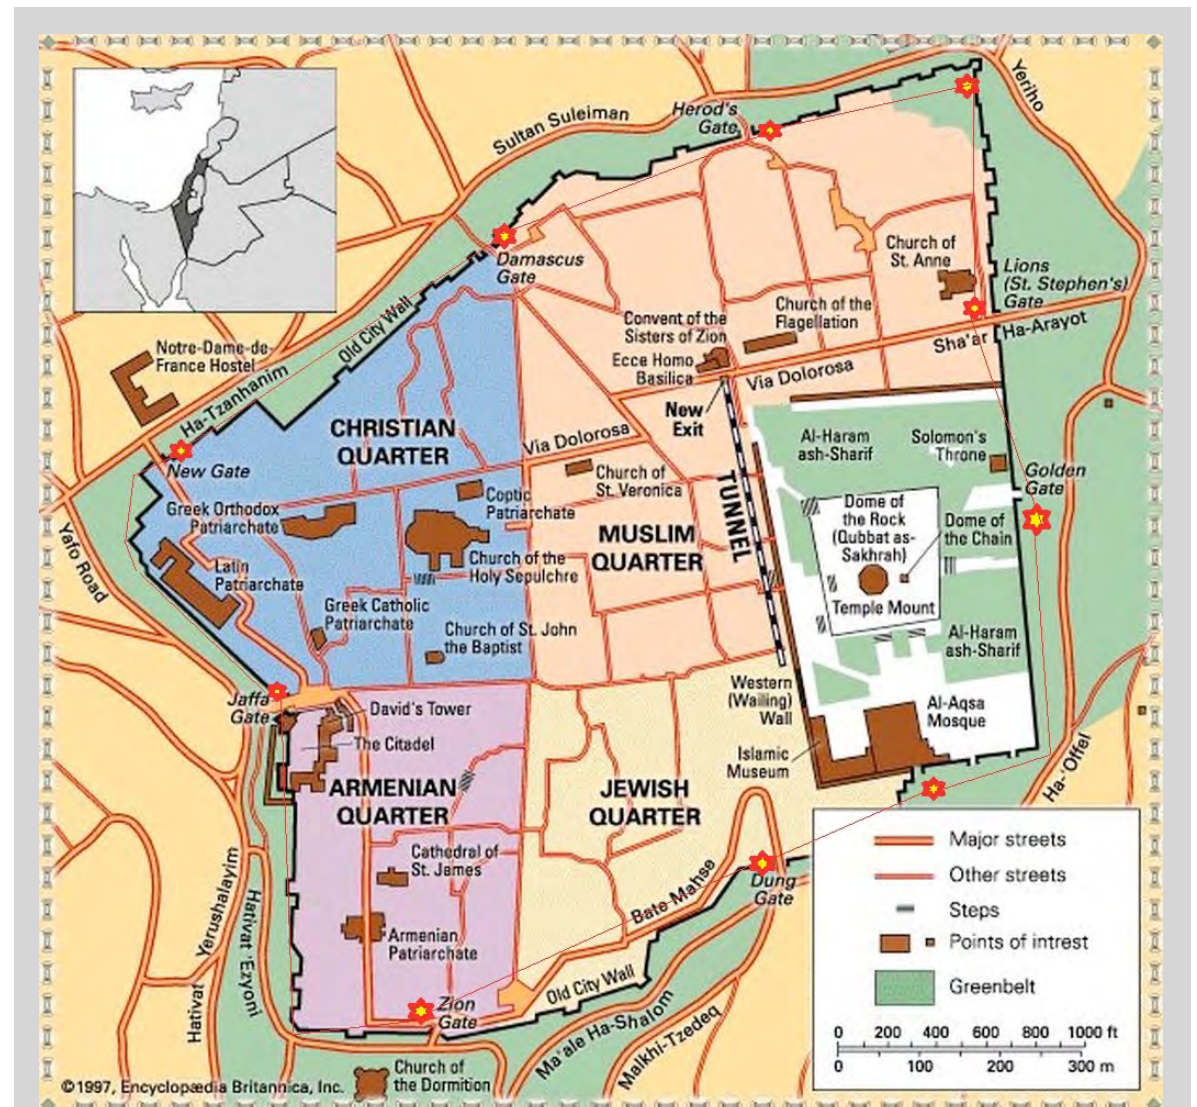 Yeriho
Herod's
Gate
Sultan Suleiman
Damascus
Gate
Church of
St. Anne
Lions
(St. Stephen's)
Gate
Church of the
Flagellation
Convent of the
Sisters of Zion
Ecce Homo
Basilica
Sha'ar Ha-Arayot
Old City Wall
Notre-Dame-de-
France Hostel
Ha-Tzanhanim
Via Dolorosa
New
Exit
CHRISTIAN
QUARTER
Via Dolorosa
Al-Haram
ash-Sharif
Solomon's
Throne
New Gate
Church of
St. Veronica
TUNNEL
Golden
Gate
Greek Orthodox
Patriarchate
Coptic
Patriarchate
Dome of
the Rock
(Qubbat as-
Sakhrah)
Dome of
the Chain
MUSLIM
QUARTER
Yafo Road
Latin
Patriarchate
Church of the
Holy Sepulchre
Temple Mount
Greek Catholic
Patriarchate
Church of St. John
the Baptist
Al-Haram
ash-Sharif
Jaffa
Gate
David's Tower
Western
(Wailing)
Wall
Al-Aqsa
Mosque
The Citadel
Islamic
Museum
Ha-Offel
ARMENIAN
QUARTER
JEWISH
QUARTER
Cathedral of
St. James
Bate Mahse
Dung
Gate
Hativat Yerushalayim
Hativat 'Ezyoni
Armenian
Patriarchate
Zion
Gate
Old City Wall
Ma'ale Ha-Shalom
Malkhi-Tzedeq
Church of
the Dormition
©1997, Encyclopædia Britannica, Inc.
Major streets
Other streets
Steps
Points of intrest
Greenbelt
0 200 400 600 800 1000 ft
0 100 200 300 m